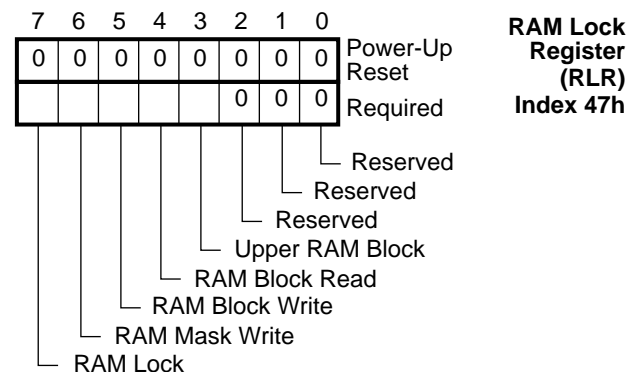 7 6 5 4 3 2 1 0
0 0 0 0 0 0 0 0 Power-Up Reset
0 0 0 Required
Reserved
Reserved
Reserved
Upper RAM Block
RAM Block Read
RAM Block Write
RAM Mask Write
RAM Lock
RAM Lock
Register
(RLR)
Index 47h